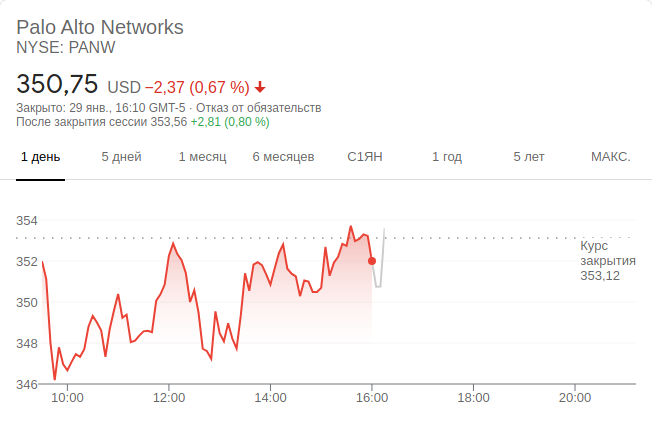 Palo Alto Networks
NYSE: PANW
350,75 USD −2,37 (0,67 %)
Закрыто: 29 янв., 16:10 GMT-5 · Отказ от обязательств
После закрытия сессии 353,56 +2,81 (0,80 %)
1 день 5 дней 1 месяц 6 месяцев С1ЯН 1 год 5 лет МАКС.
354
Курс
закрытия
353,12
352
350
348
346
10:00 12:00 14:00 16:00 18:00 20:00